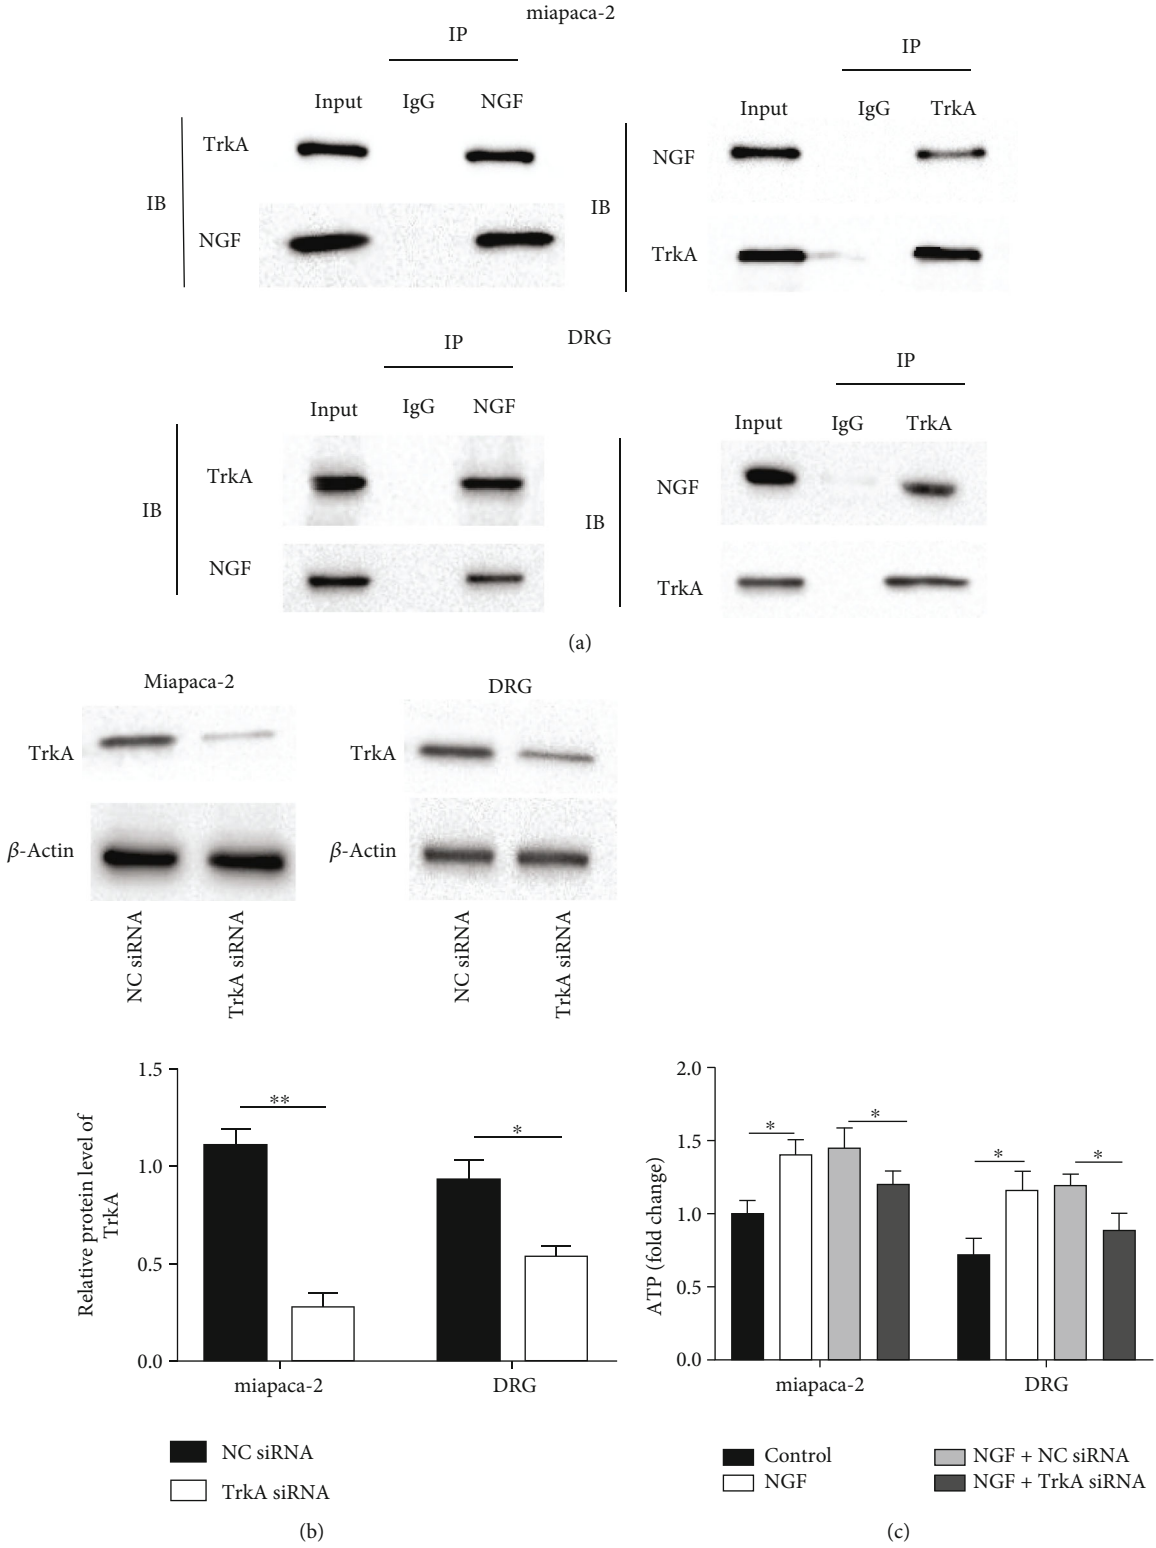 miapaca-2
IP
Input IgG NGF
IB
TrkA
NGF
IP
Input IgG TrkA
IB
NGF
TrkA
DRG
IP
Input IgG NGF
IB
TrkA
NGF
IP
Input IgG TrkA
IB
NGF
TrkA
(a)
Miapaca-2
TrkA
β-Actin
NC siRNA
TrkA siRNA
DRG
TrkA
β-Actin
NC siRNA
TrkA siRNA
Relative protein level of
TrkA
1.5
1.0
0.5
0.0
**
*
miapaca-2 DRG
NC siRNA
TrkA siRNA
(b)
ATP (fold change)
2.0
1.5
1.0
0.5
0.0
* *
* *
miapaca-2 DRG
Control
NGF
NGF + NC siRNA
NGF + TrkA siRNA
(c)